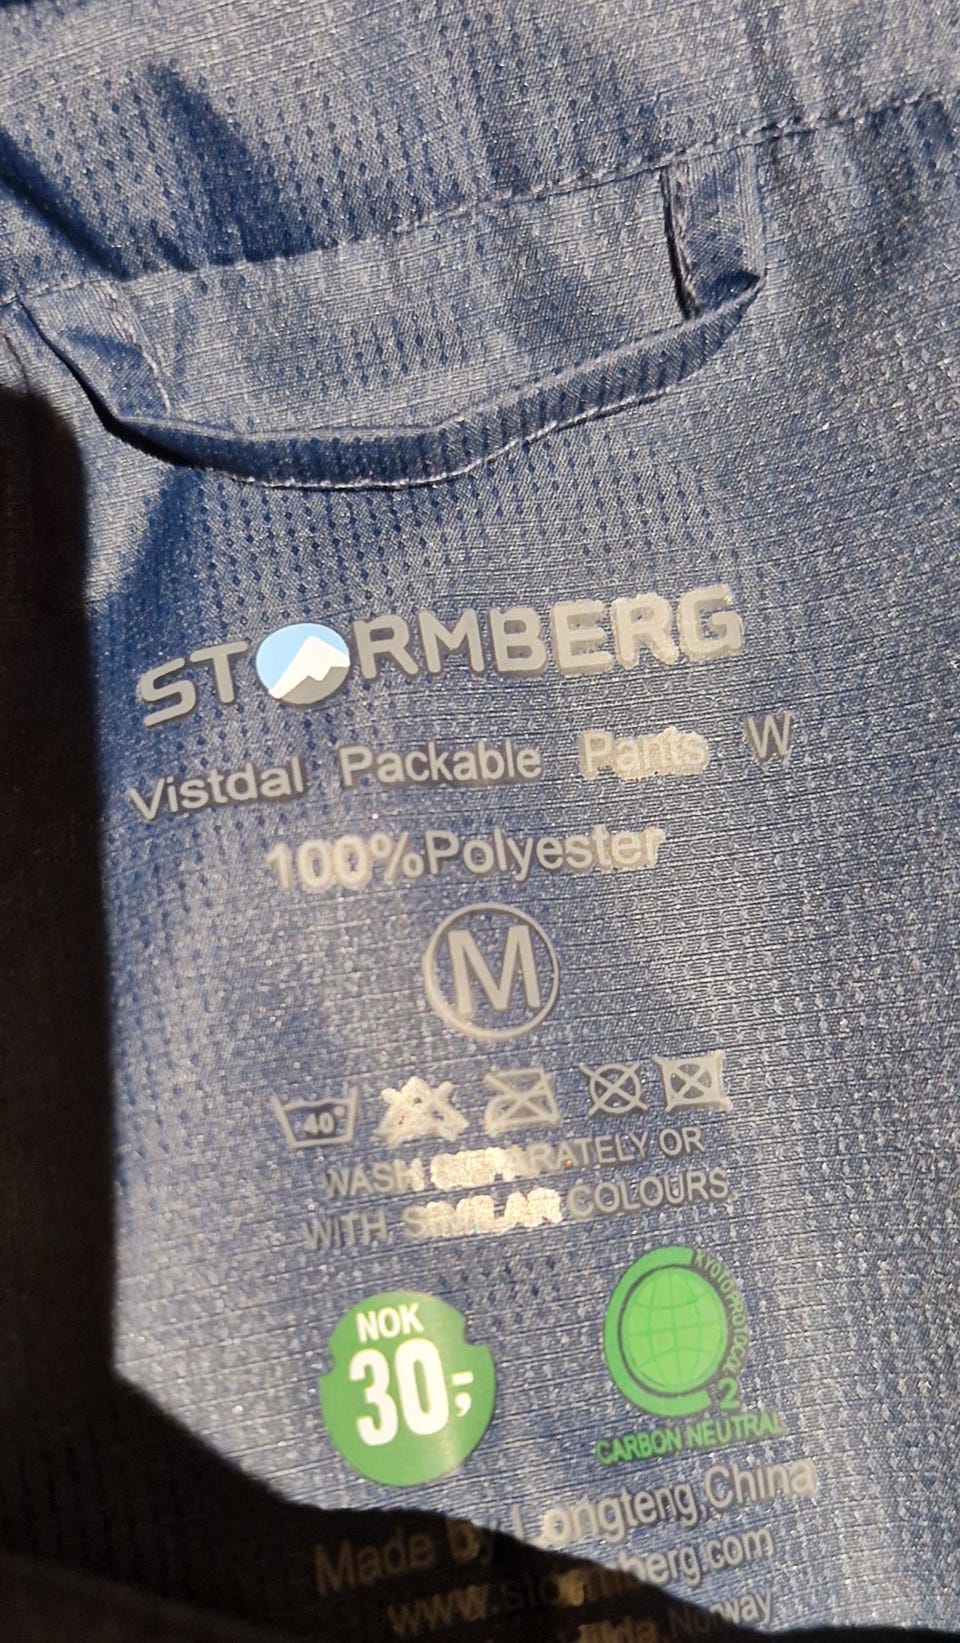 STORMBERG
Vistdal Packable Pants W
100%Polyester
M
40°
WASH SEPARATELY OR
WITH SIMILAR COLOURS
NOK
30,-
KYOTOPROTOCOL
2
CARBON NEUTRAL
Made by Longteng,China
www.stormberg.com
Norway